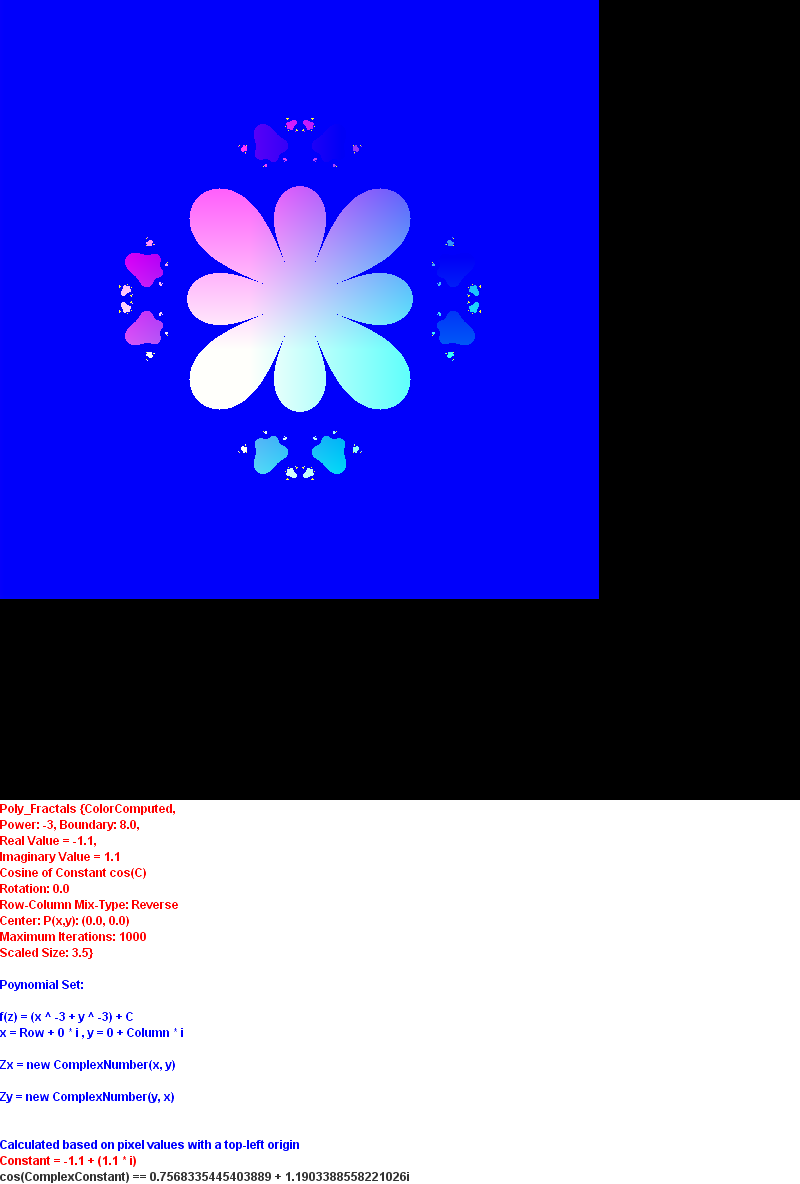 Poly_Fractals {ColorComputed,
Power: -3, Boundary: 8.0,
Real Value = -1.1,
Imaginary Value = 1.1
Cosine of Constant cos(C)
Rotation: 0.0
Row-Column Mix-Type: Reverse
Center: P(x,y): (0.0, 0.0)
Maximum Iterations: 1000
Scaled Size: 3.5}
Poynomial Set:
f(z) = (x ^ -3 + y ^ -3) + C
x = Row + 0 * i , y = 0 + Column * i
Zx = new ComplexNumber(x, y)
Zy = new ComplexNumber(y, x)
Calculated based on pixel values with a top-left origin
Constant = -1.1 + (1.1 * i)
cos(ComplexConstant) == 0.7568335445403889 + 1.1903388558221026i